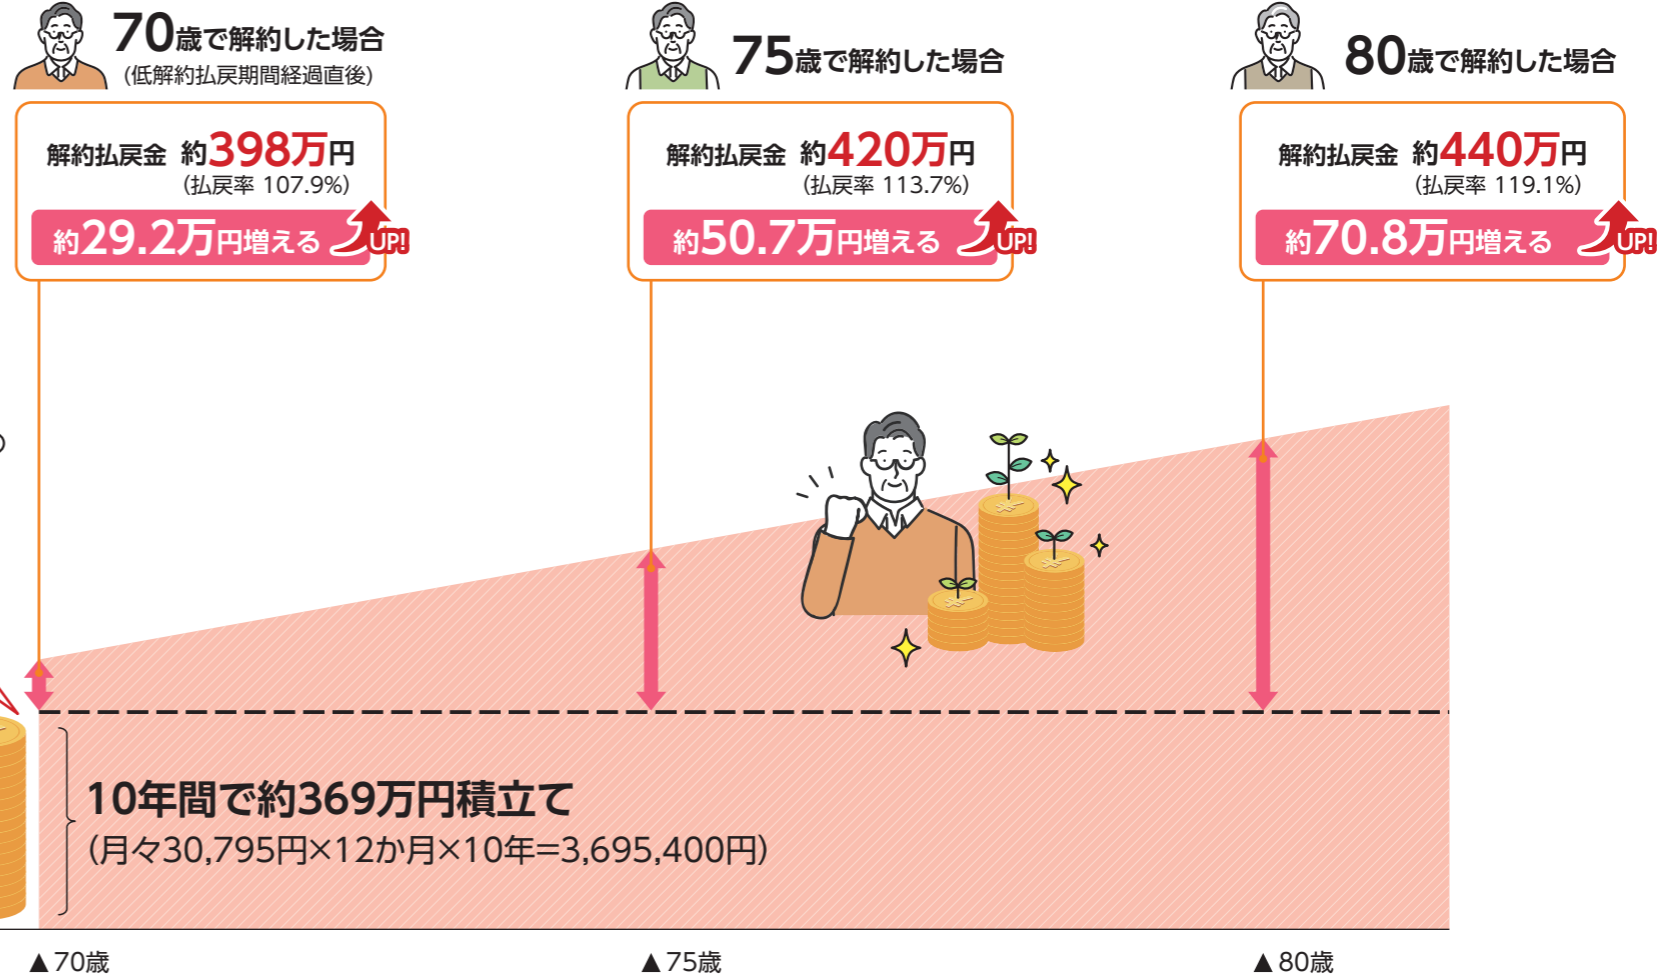 70歳で解約した場合
(低解約払戻期間経過直後)
解約払戻金 約398万円
(払戻率 107.9%)
約29.2万円増える
UP!
75歳で解約した場合
解約払戻金 約420万円
(払戻率 113.7%)
約50.7万円増える
UP!
80歳で解約した場合
解約払戻金 約440万円
(払戻率 119.1%)
約70.8万円増える
UP!
10年間で約369万円積立て
(月々30,795円×12か月×10年=3,695,400円)
▲70歳
▲75歳
▲80歳